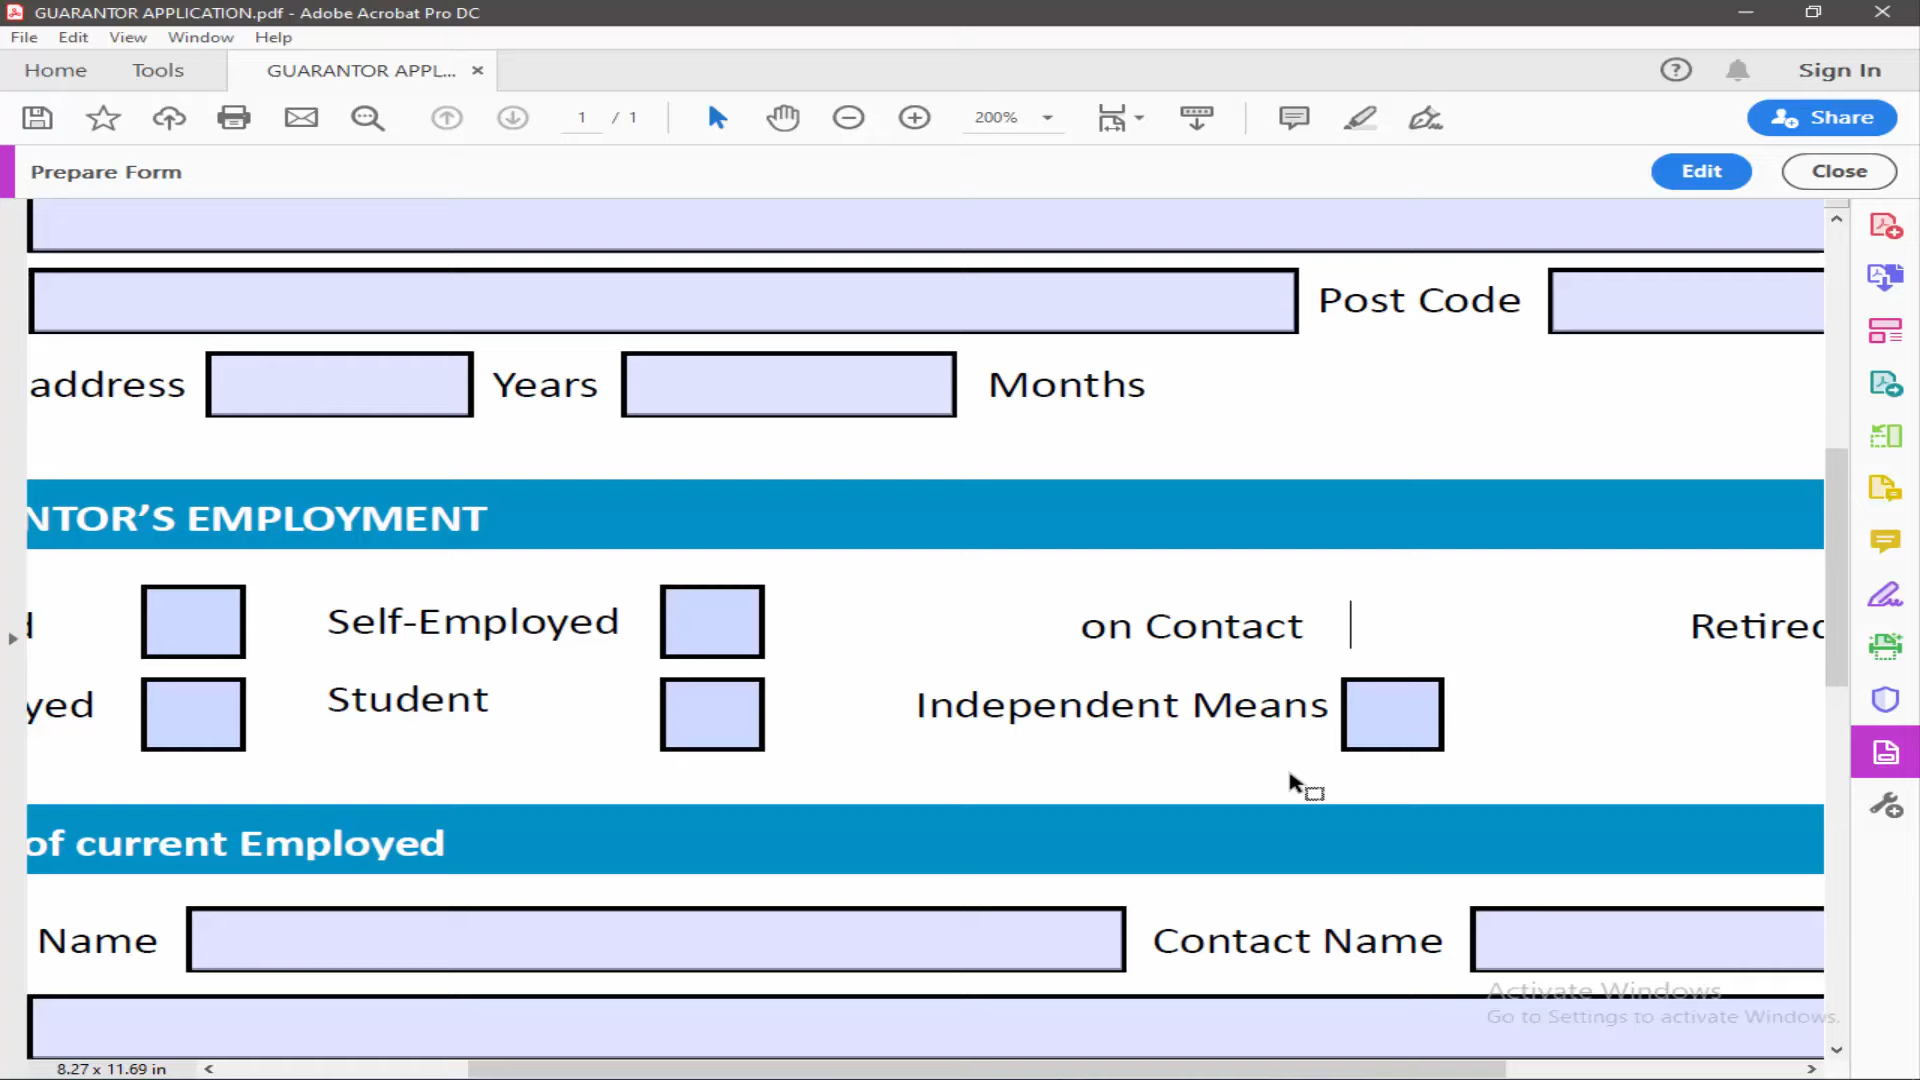 GUARANTOR APPLICATION.pdf - Adobe Acrobat Pro DC
File Edit View Window Help
Home Tools GUARANTOR APPL... × Sign In
1 / 1 200% Share
Prepare Form Edit Close
Post Code
address Years Months
NTOR'S EMPLOYMENT
d Self-Employed on Contact Retired
yed Student Independent Means
of current Employed
Name Contact Name
Activate Windows
Go to Settings to activate Windows.
8.27 x 11.69 in